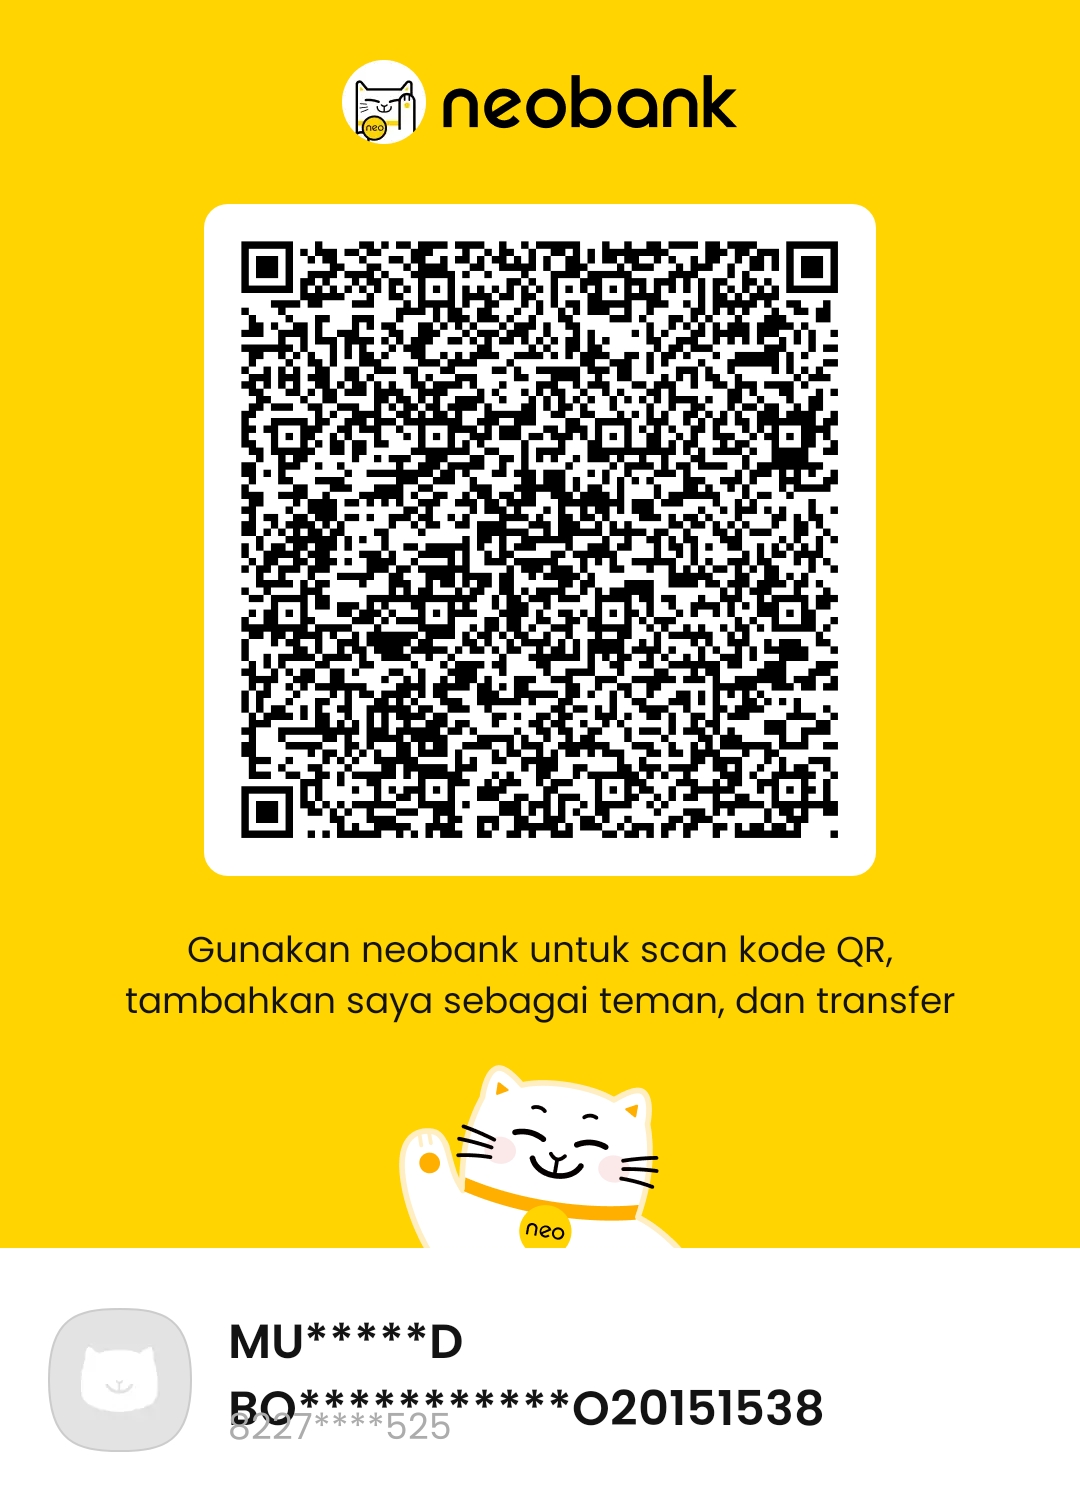 neo
neobank
Gunakan neobank untuk scan kode QR,
tambahkan saya sebagai teman, dan transfer
neo
MU*****D
BO***********O20151538
8227****525